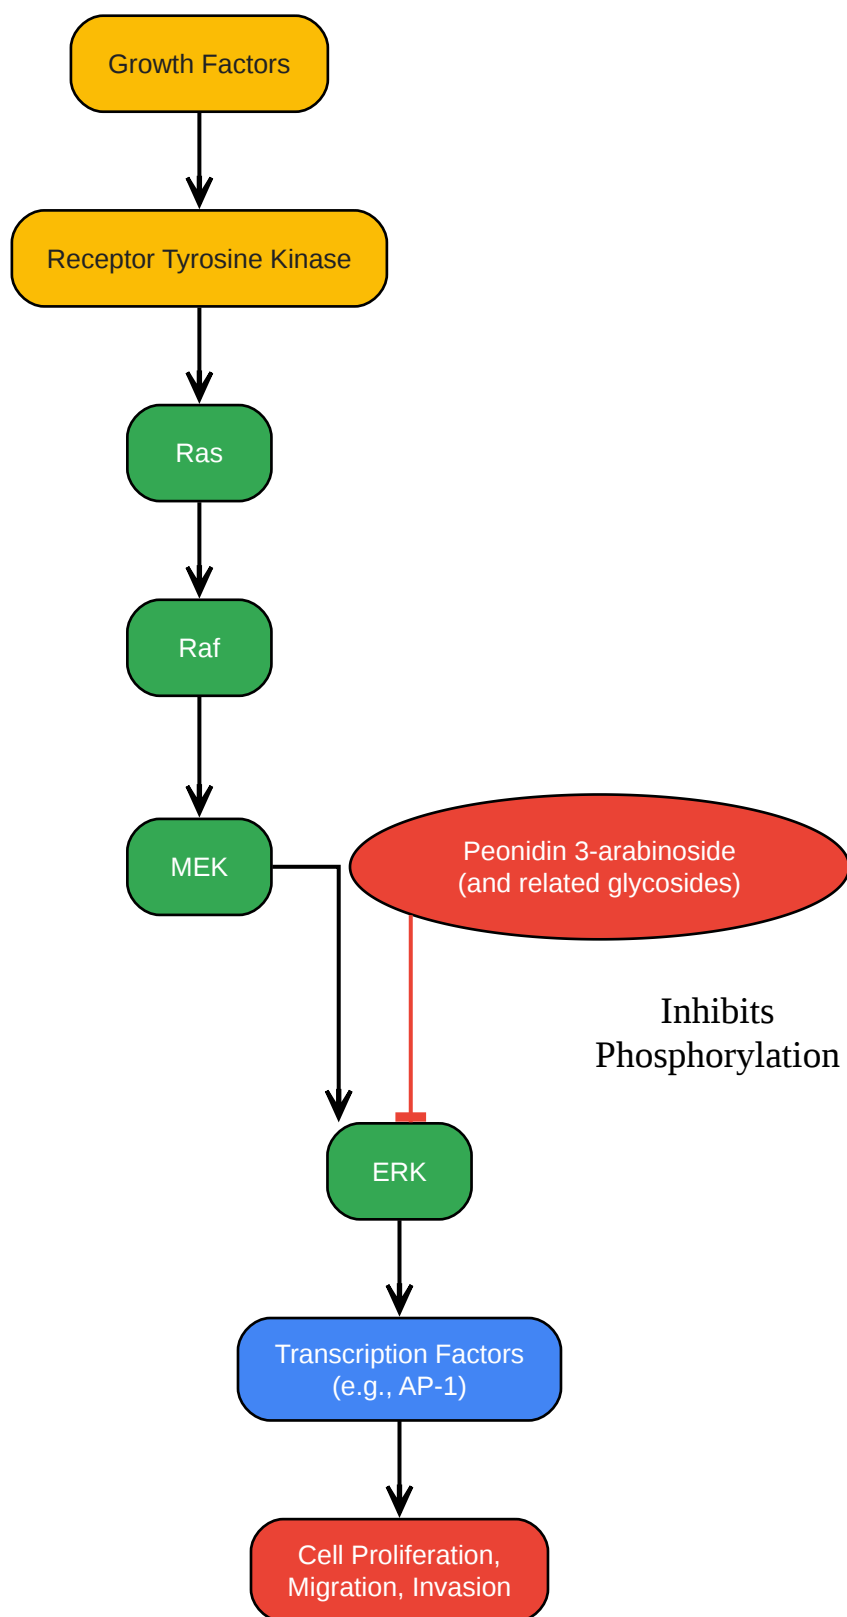 Growth Factors
Receptor Tyrosine Kinase
Ras
Raf
MEK
Peonidin 3-arabinoside
(and related glycosides)
Inhibits
Phosphorylation
ERK
Transcription Factors
(e.g., AP-1)
Cell Proliferation,
Migration, Invasion